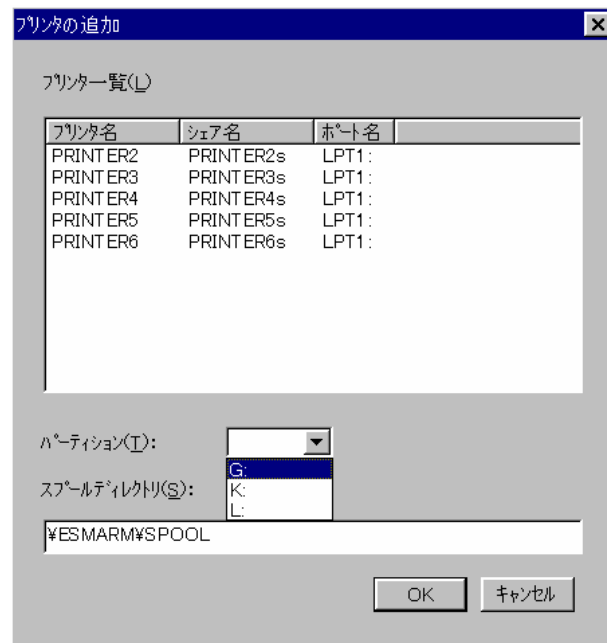 プリンタの追加
プリンタ一覧(L)
プリンタ名 シェア名 ポート名
PRINTER2 PRINTER2s LPT1:
PRINTER3 PRINTER3s LPT1:
PRINTER4 PRINTER4s LPT1:
PRINTER5 PRINTER5s LPT1:
PRINTER6 PRINTER6s LPT1:
パーティション(T):
G:
スプールディレクトリ(S):
K:
L:
¥ESMARM¥SPOOL
OK キャンセル